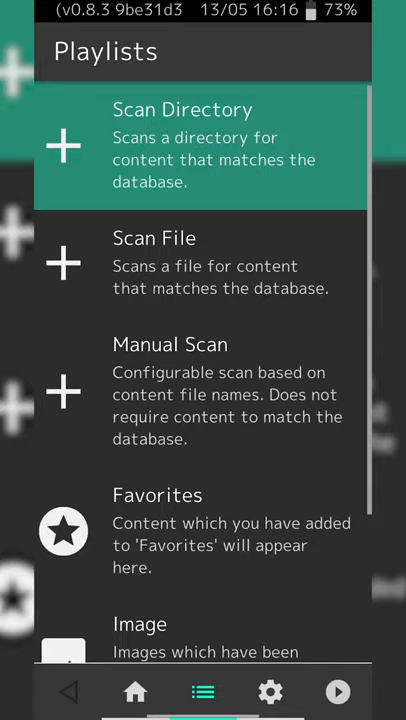 (v0.8.3 9be31d3 13/05 16:16 73%
Playlists
Scan Directory
Scans a directory for
content that matches the
database.
Scan File
Scans a file for content
that matches the database.
Manual Scan
Configurable scan based on
content file names. Does not
require content to match the
database.
Favorites
Content which you have added
to 'Favorites' will appear
here.
Image
Images which have been